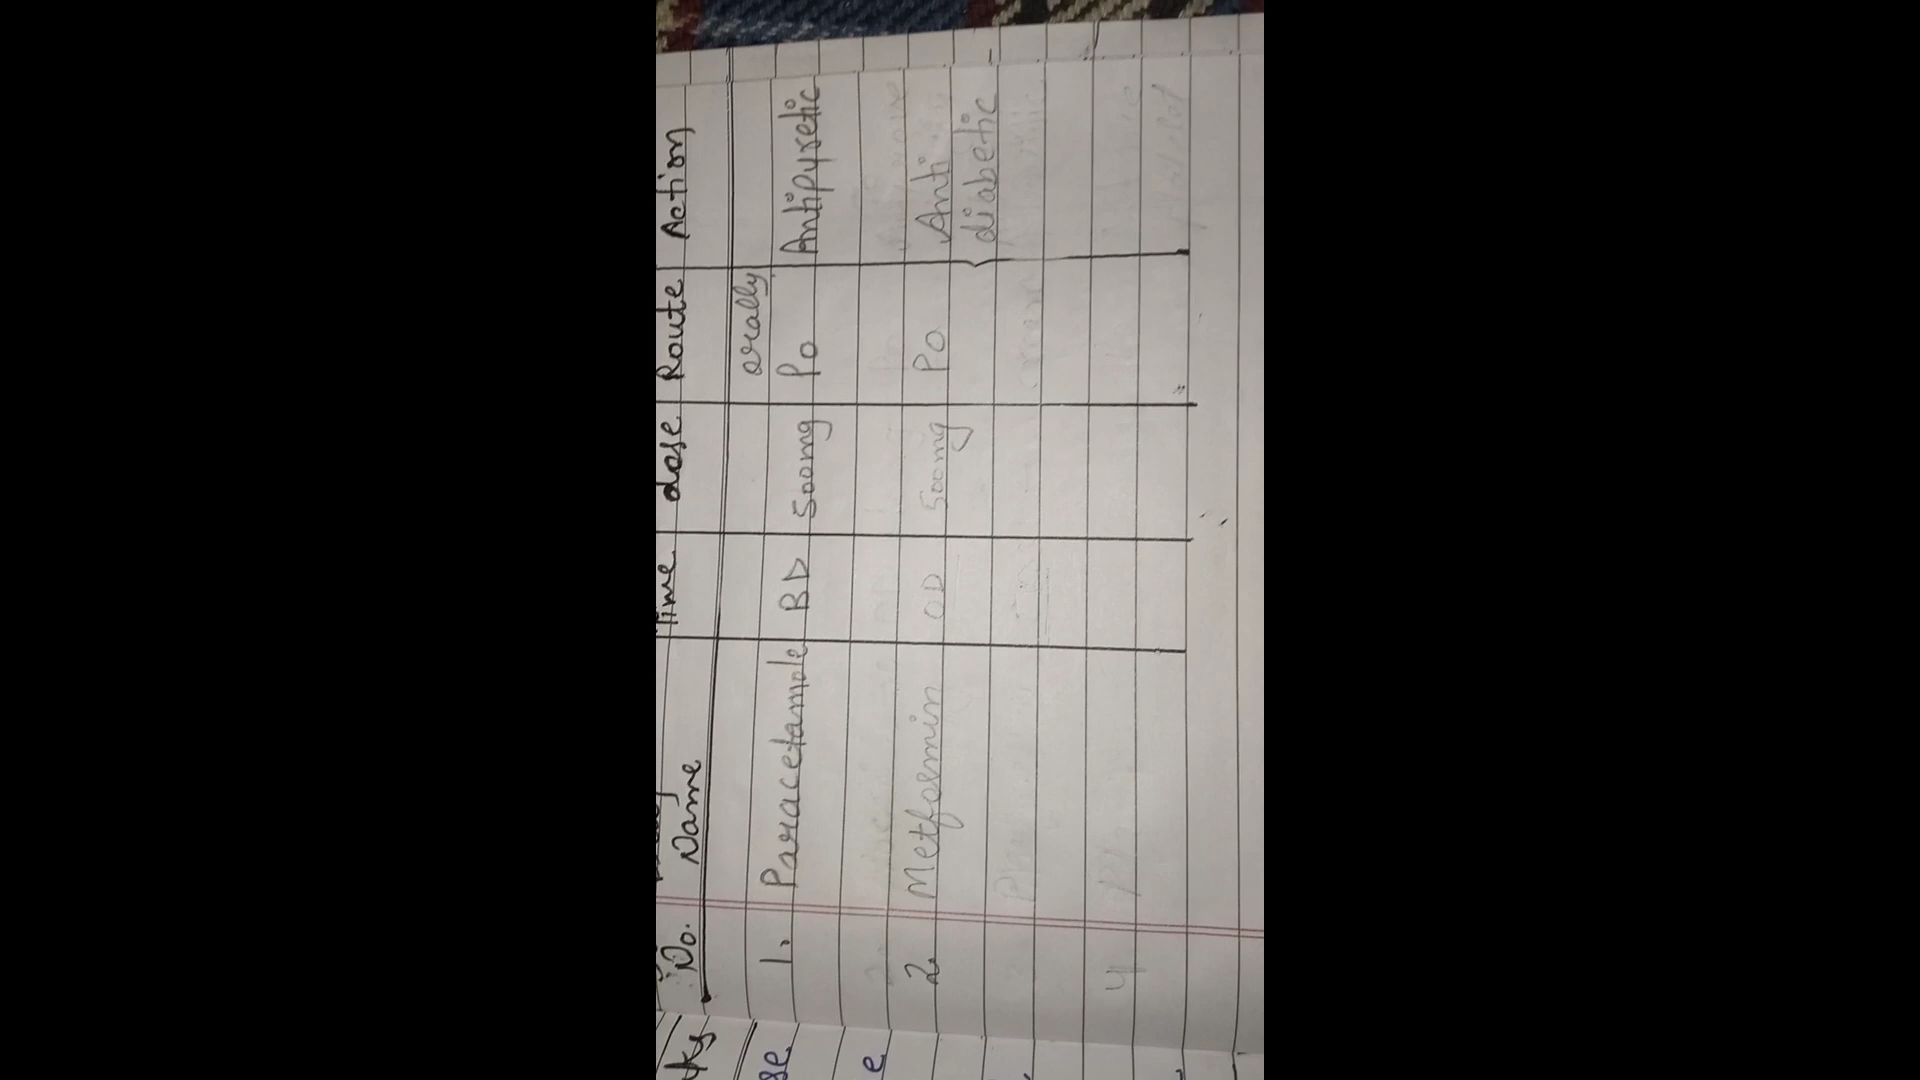 No. Name Time dose Route Action
orally
1. Paracetamole BD 500mg Po Antipyretic
2. Metformin OD 500mg Po Anti
diabetic
4